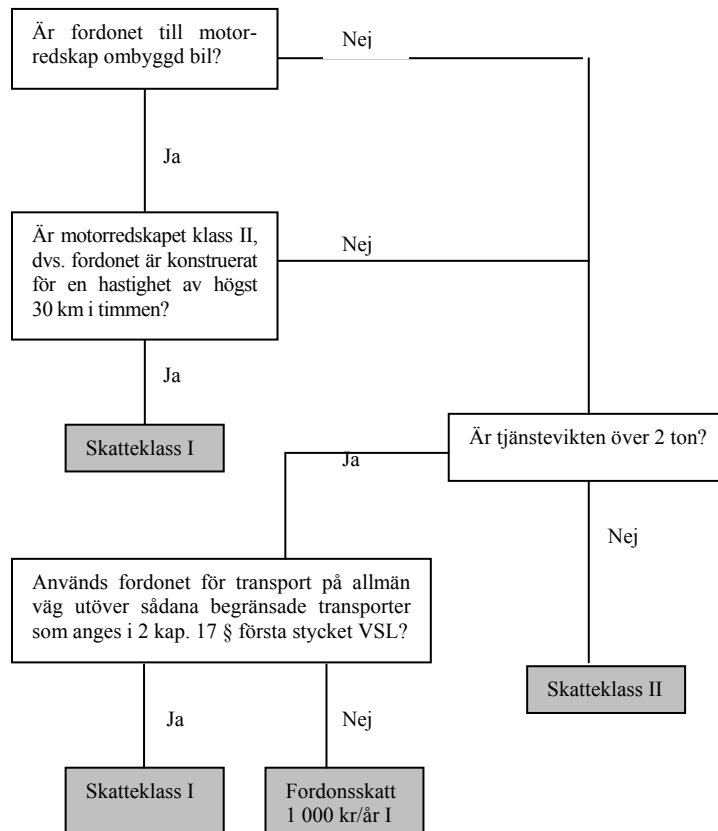 Är fordonet till motor-
redskap ombyggd bil?
Nej
Ja
Är motorredskapet klass II,
dvs. fordonet är konstruerat
för en hastighet av högst
30 km i timmen?
Nej
Ja
Skatteklass I
Är tjänstevikten över 2 ton?
Ja
Nej
Används fordonet för transport på allmän
väg utöver sådana begränsade transporter
som anges i 2 kap. 17 § första stycket VSL?
Skatteklass II
Ja
Nej
Skatteklass I
Fordonsskatt
1 000 kr/år I